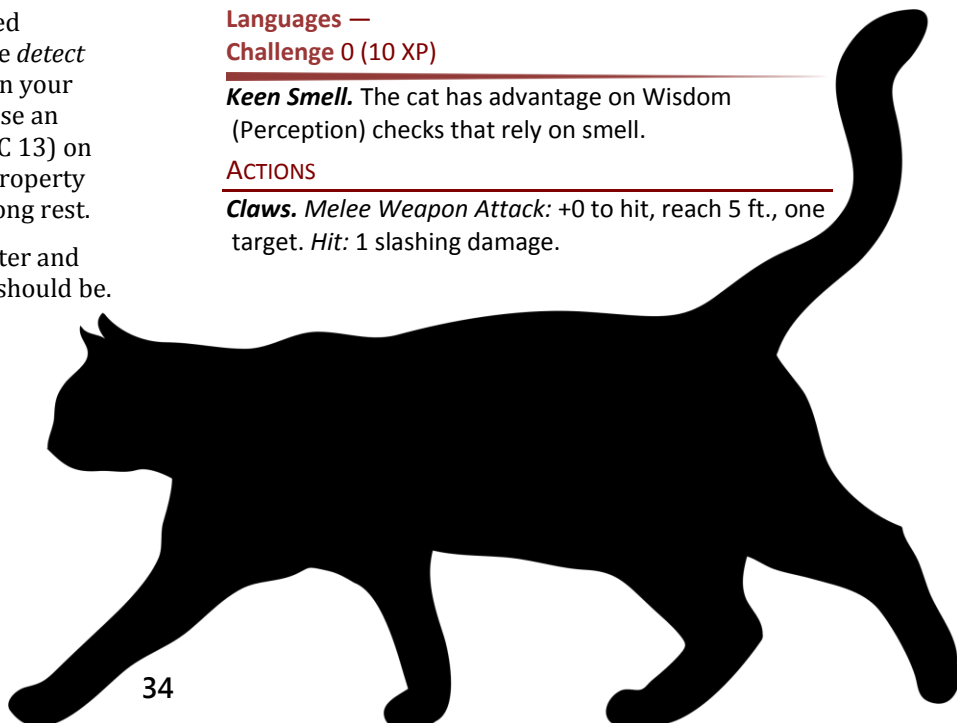 ed
e detect
n your
se an
C 13) on
roperty
ong rest.
ter and
should be.
Languages —
Challenge 0 (10 XP)
Keen Smell. The cat has advantage on Wisdom
(Perception) checks that rely on smell.
ACTIONS
Claws. Melee Weapon Attack: +0 to hit, reach 5 ft., one
target. Hit: 1 slashing damage.
34